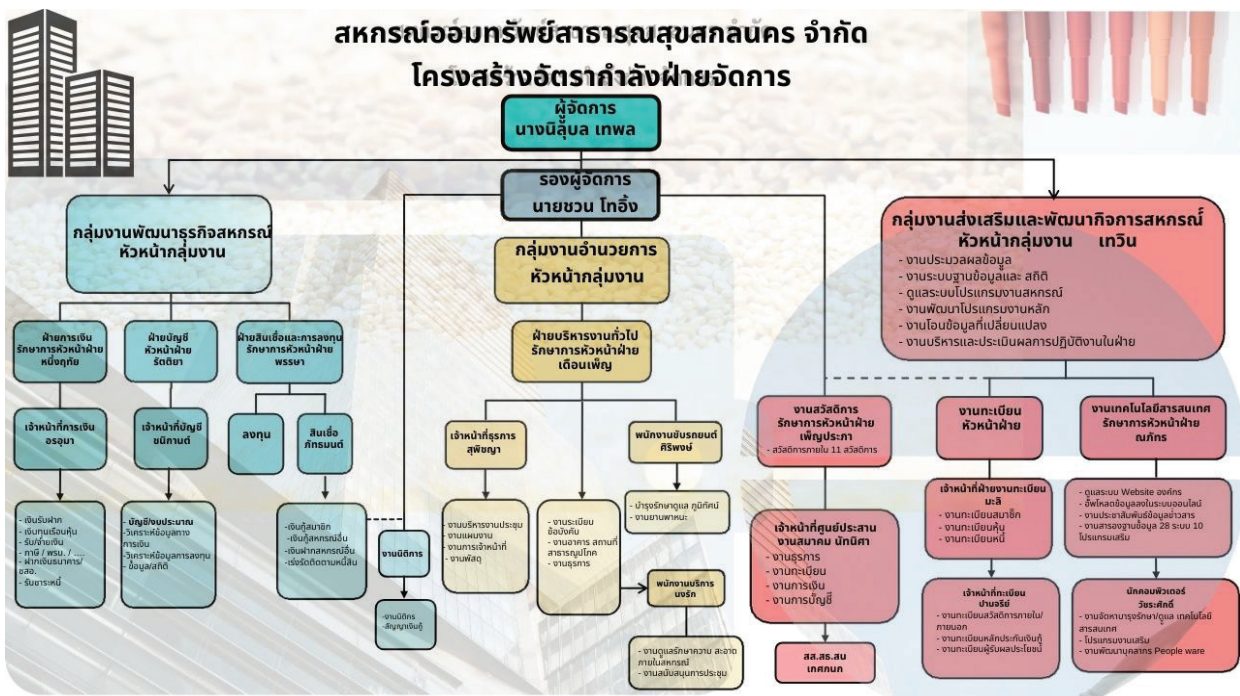 สหกรณ์ออมทรัพย์สาธารณสุขสกลนคร จำกัด
โครงสร้างอัตรากำลังฝ่ายจัดการ
ผู้จัดการ
นางนิลุบล เทพล
รองผู้จัดการ
นายชวน โทอิ้ง
กลุ่มงานพัฒนาธุรกิจสหกรณ์
หัวหน้ากลุ่มงาน
กลุ่มงานอำนวยการ
หัวหน้ากลุ่มงาน
กลุ่มงานส่งเสริมและพัฒนากิจการสหกรณ์
หัวหน้ากลุ่มงาน เทวิน
- งานประมวลผลข้อมูล
- งานระบบฐานข้อมูลและ สถิติ
- ดูแลระบบโปรแกรมงานสหกรณ์
- งานพัฒนาโปรแกรมงานหลัก
- งานโอนข้อมูลที่เปลี่ยนแปลง
- งานบริหารและประเมินผลการปฏิบัติงานในฝ่าย
ฝ่ายการเงิน
รักษาการหัวหน้าฝ่าย
หนึ่งฤทัย
ฝ่ายบัญชี
หัวหน้าฝ่าย
รัตติยา
ฝ่ายสินเชื่อและการลงทุน
รักษาการหัวหน้าฝ่าย
พรรษา
ฝ่ายบริหารงานทั่วไป
รักษาการหัวหน้าฝ่าย
เดือนเพ็ญ
เจ้าหน้าที่การเงิน
อรอุมา
เจ้าหน้าที่บัญชี
ชนิกานต์
ลงทุน
สินเชื่อ
ภัทธมนต์
เจ้าหน้าที่ธุรการ
สุพิชญา
พนักงานขับรถยนต์
ศิริพงษ์
งานสวัสดิการ
รักษาการหัวหน้าฝ่าย
เพ็ญประภา
- สวัสดิการภายใน 11 สวัสดิการ
งานทะเบียน
หัวหน้าฝ่าย
งานเทคโนโลยีสารสนเทศ
รักษาการหัวหน้าฝ่าย
ณภัทร
- เงินรับฝาก
- เงินทุนเรือนหุ้น
- รับ/จ่ายเงิน
- ภาษี / พรบ. / ....
- ฝากเงินธนาคาร/
ชสอ.
- รับชำระหนี้
- บัญชี/งบประมาณ
- วิเคราะห์ข้อมูลทาง
การเงิน
- วิเคราะห์ข้อมูลการลงทุน
- ข้อมูล/สถิติ
- เงินกู้สมาชิก
- เงินกู้สหกรณ์อื่น
- เงินฝากสหกรณ์อื่น
- เร่งรัดติดตามหนี้สิน
งานนิติการ
-งานนิติกร
-สัญญาเงินกู้
- งานบริหารงานประชุม
- งานแผนงาน
- งานการเจ้าหน้าที่
- งานพัสดุ
- งานระเบียบ
ข้อบังคับ
- งานอาคาร สถานที่
สาธารณูปโภค
- งานธุรการ
- บำรุงรักษาดูแล ภูมิทัศน์
- งานยานพาหนะ
พนักงานบริการ
นงรัก
- งานดูแลรักษาความ สะอาด
ภายในสหกรณ์
- งานสนับสนุนการประชุม
เจ้าหน้าที่ศูนย์ประสาน
งานสมาคม นัทนิศา
- งานธุรการ
- งานทะเบียน
- งานการเงิน
- งานการบัญชี
สส.สธ.สน
เกศกนก
เจ้าหน้าที่ฝ่ายงานทะเบียน
มะลิ
- งานทะเบียนสมาชิก
- งานทะเบียนหุ้น
- งานทะเบียนหนี้
เจ้าหน้าที่ทะเบียน
ปานจรีย์
- งานทะเบียนสวัสดิการภายใน/
ภายนอก
- งานทะเบียนหลักประกันเงินกู้
- งานทะเบียนผู้รับผลประโยชน์
- ดูแลระบบ Website องค์กร
- อั้พโหลดข้อมูลลงในระบบออนไลน์
- งานประชาสัมพันธ์ข้อมูลข่าวสาร
- งานสารองฐานข้อมูล 28 ระบบ 10
โปรแกรมเสริม
นักคอมพิวเตอร์
วัชระศักดิ์
- งานจัดหาบำรุงรักษา/ดูแล เทคโนโลยี
สารสนเทศ
- โปรแกรมงานเสริม
- งานพัฒนาบุคลากร People ware